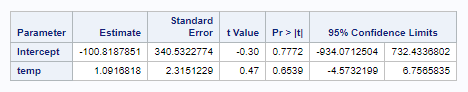 Parameter Estimate Standard Error t Value Pr > |t| 95% Confidence Limits
Intercept -100.8187851 340.5322774 -0.30 0.7772 -934.0712504 732.4336802
temp 1.0916818 2.3151229 0.47 0.6539 -4.5732199 6.7565835